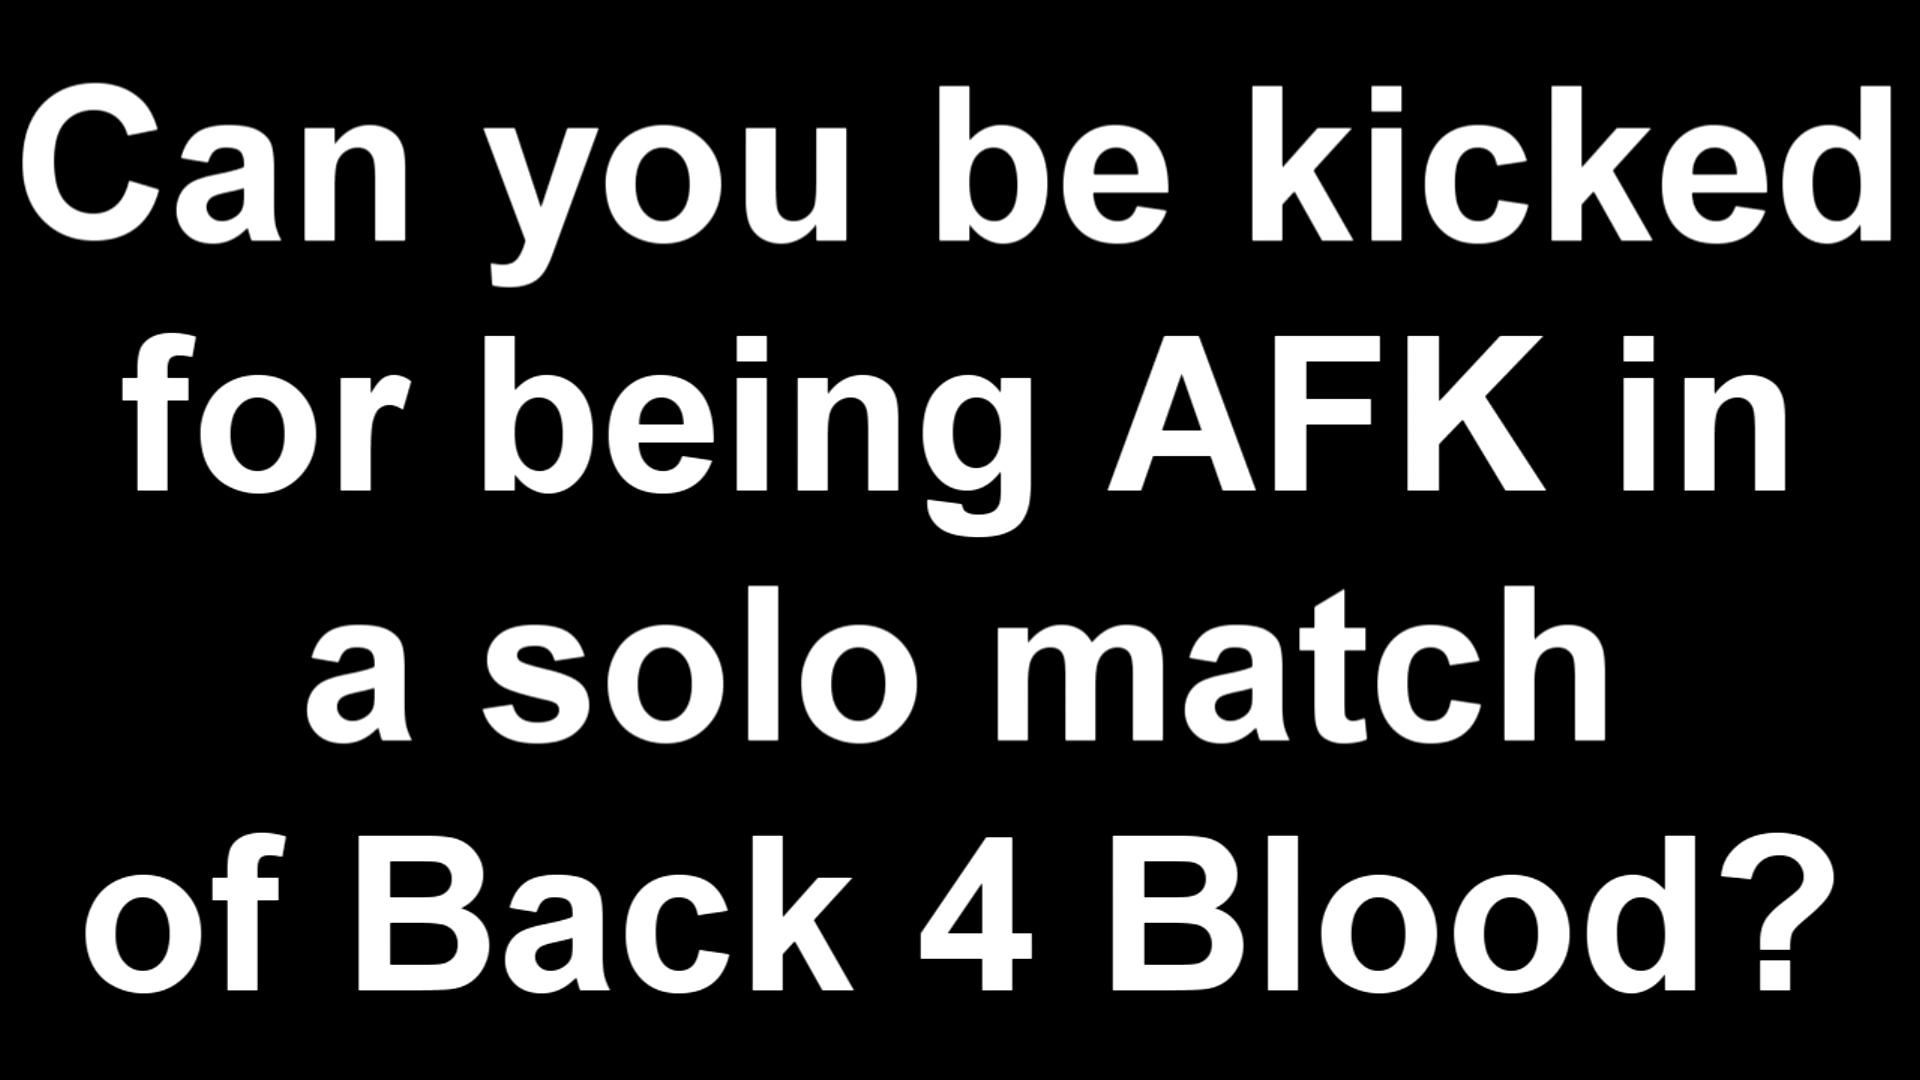 Can you be kicked
for being AFK in
a solo match
of Back 4 Blood?